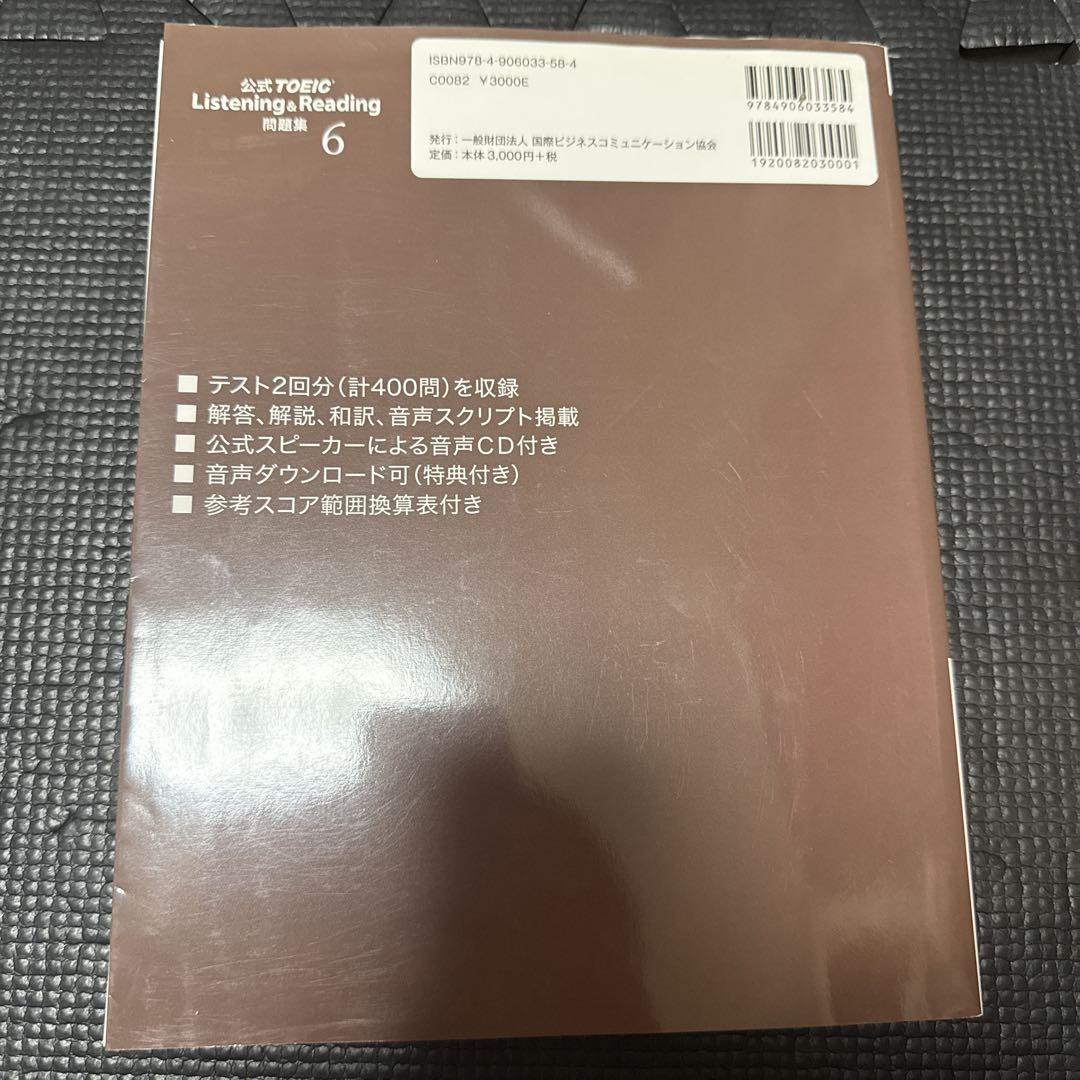 公式 TOEIC®
Listening & Reading
問題集 6
ISBN978-4-906033-58-4
C0082 ¥3000E
発行：一般財団法人 国際ビジネスコミュニケーション協会
定価：本体 3,000円＋税
9784906033584
1920082030001
■ テスト2回分（計400問）を収録
■ 解答、解説、和訳、音声スクリプト掲載
■ 公式スピーカーによる音声CD付き
■ 音声ダウンロード可（特典付き）
■ 参考スコア範囲換算表付き